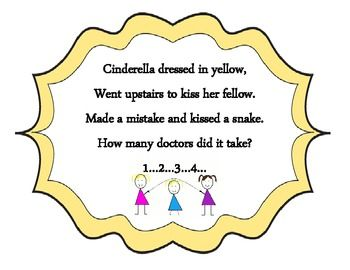 Cinderella dressed in yellow,
Went upstairs to kiss her fellow.
Made a mistake and kissed a snake.
How many doctors did it take?
1...2...3...4...